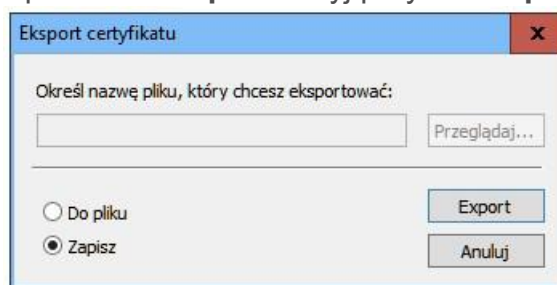 Eksport certyfikatu x
Określ nazwę pliku, który chcesz eksportować:
Przeglądaj...
Do pliku
Export
Zapisz
Anuluj